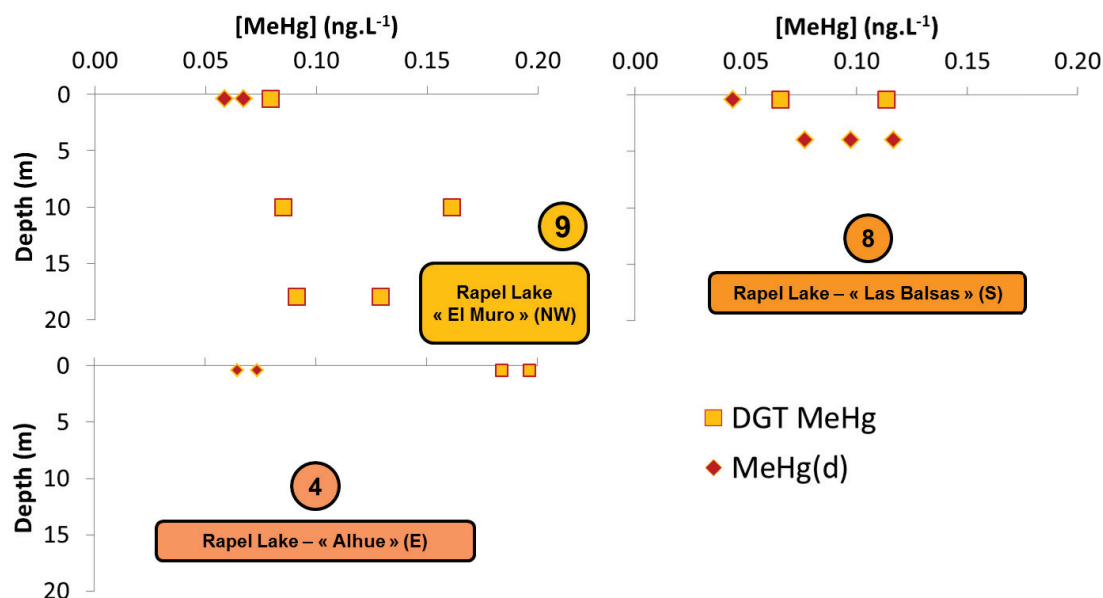 [MeHg] (ng.L-1)
0.00 0.05 0.10 0.15 0.20
Depth (m)
0
5
10
15
20
9
Rapel Lake
« El Muro » (NW)
[MeHg] (ng.L-1)
0.00 0.05 0.10 0.15 0.20
0
5
10
15
20
8
Rapel Lake – « Las Balsas » (S)
Depth (m)
0
5
10
15
20
4
Rapel Lake – « Alhue » (E)
DGT MeHg
MeHg(d)